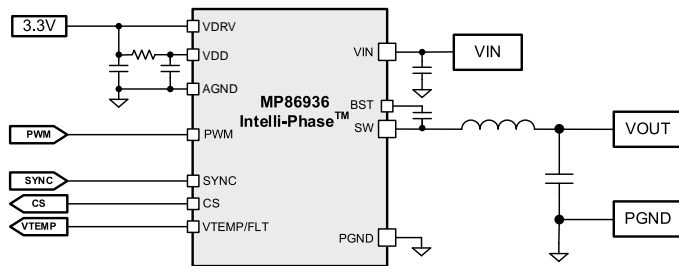 3.3V
VDRV
VDD
AGND
PWM
PWM
SYNC
SYNC
CS
CS
VTEMP
VTEMP/FLT
MP86936
Intelli-Phase™
VIN
VIN
BST
SW
VOUT
PGND
PGND